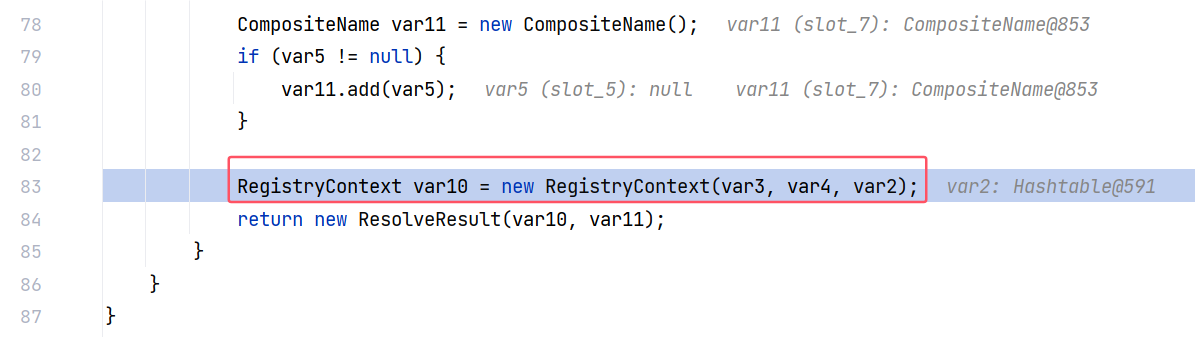 78 CompositeName var11 = new CompositeName(); var11 (slot_7): CompositeName@853
79 if (var5 != null) {
80 var11.add(var5); var5 (slot_5): null var11 (slot_7): CompositeName@853
81 }
82
83 RegistryContext var10 = new RegistryContext(var3, var4, var2); var2: Hashtable@591
84 return new ResolveResult(var10, var11);
85 }
86 }
87 }